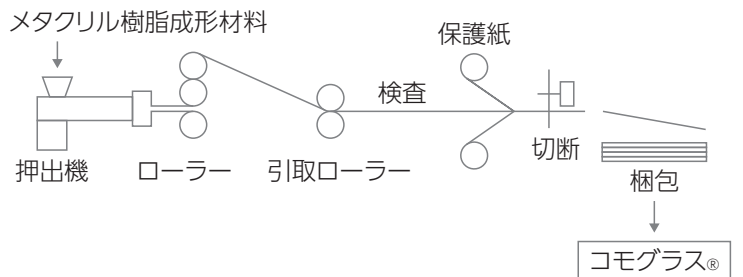 メタクリル樹脂成形材料
保護紙
検査
押出機
ローラー
引取ローラー
切断
梱包
コモグラス®